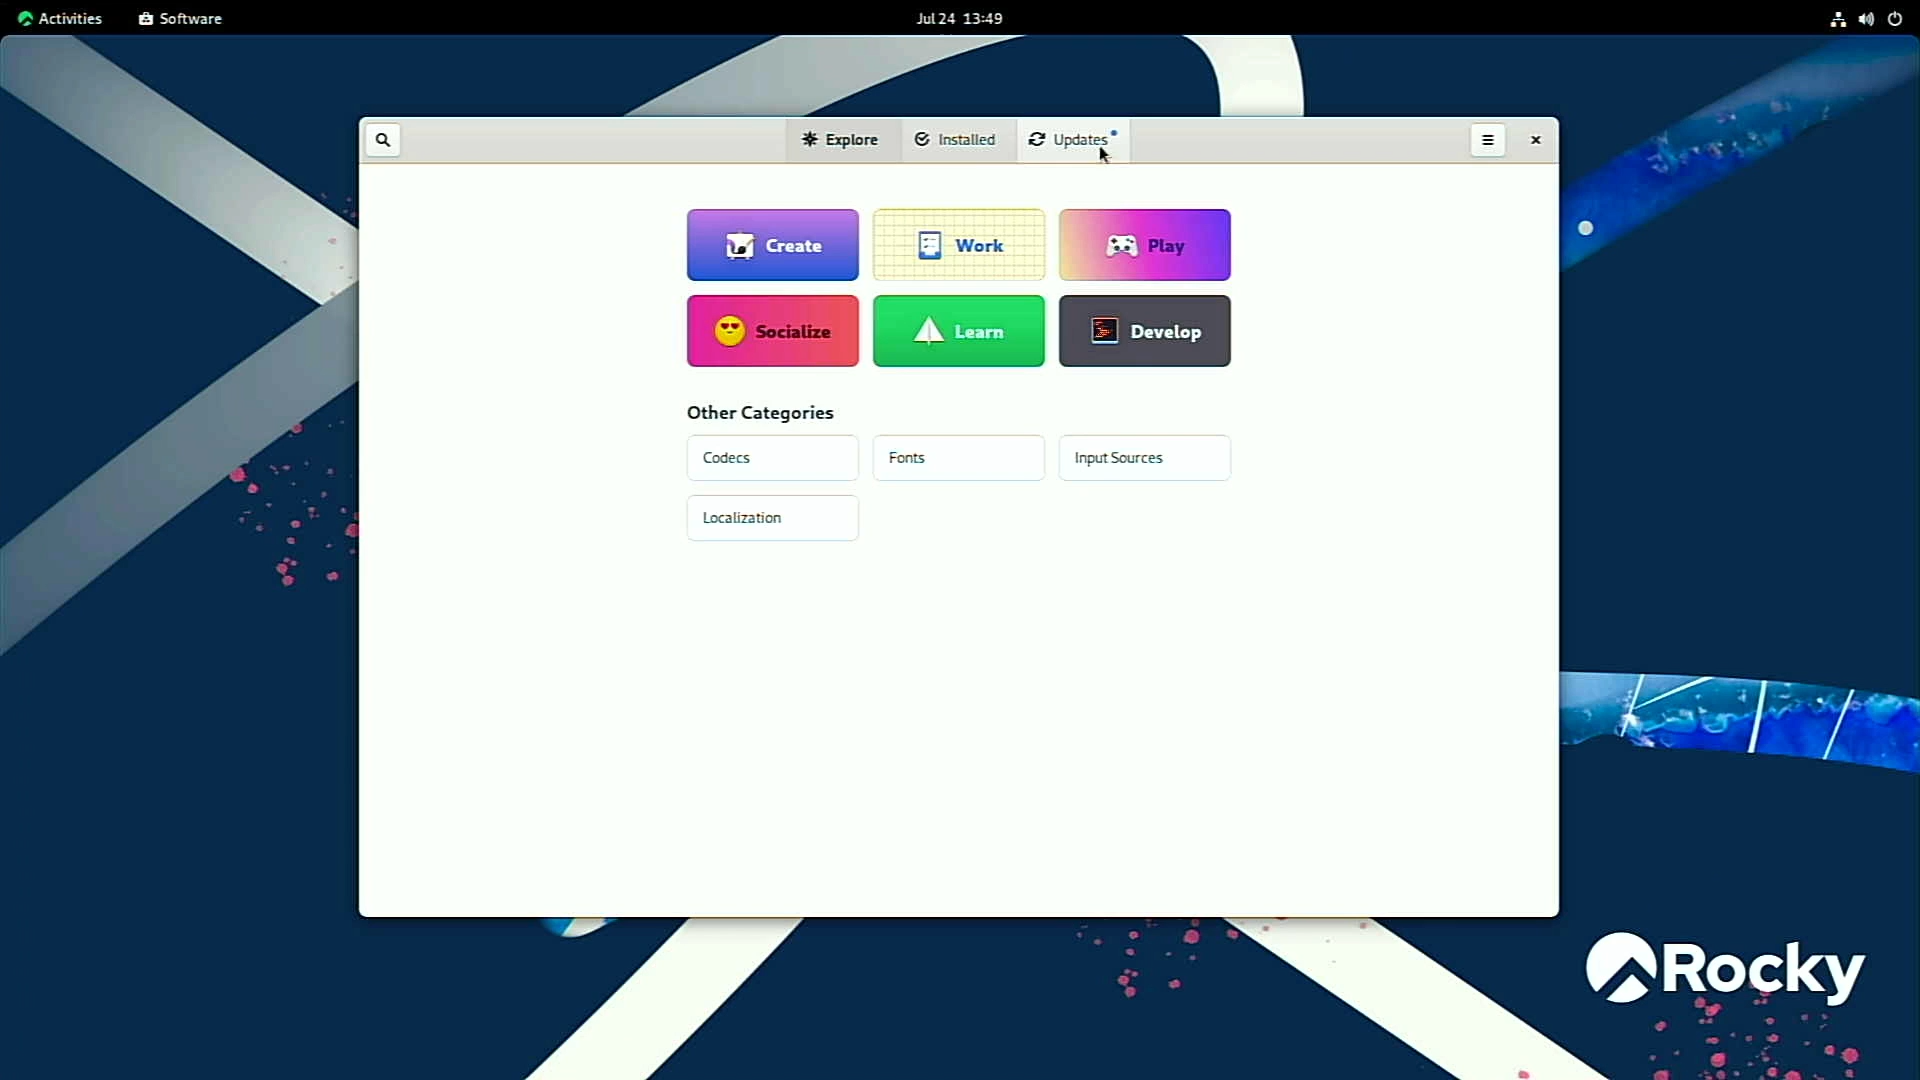 Activities
Software
Jul 24 13:49
Explore
Installed
Updates
Create
Work
Play
Socialize
Learn
Develop
Other Categories
Codecs
Fonts
Input Sources
Localization
Rocky